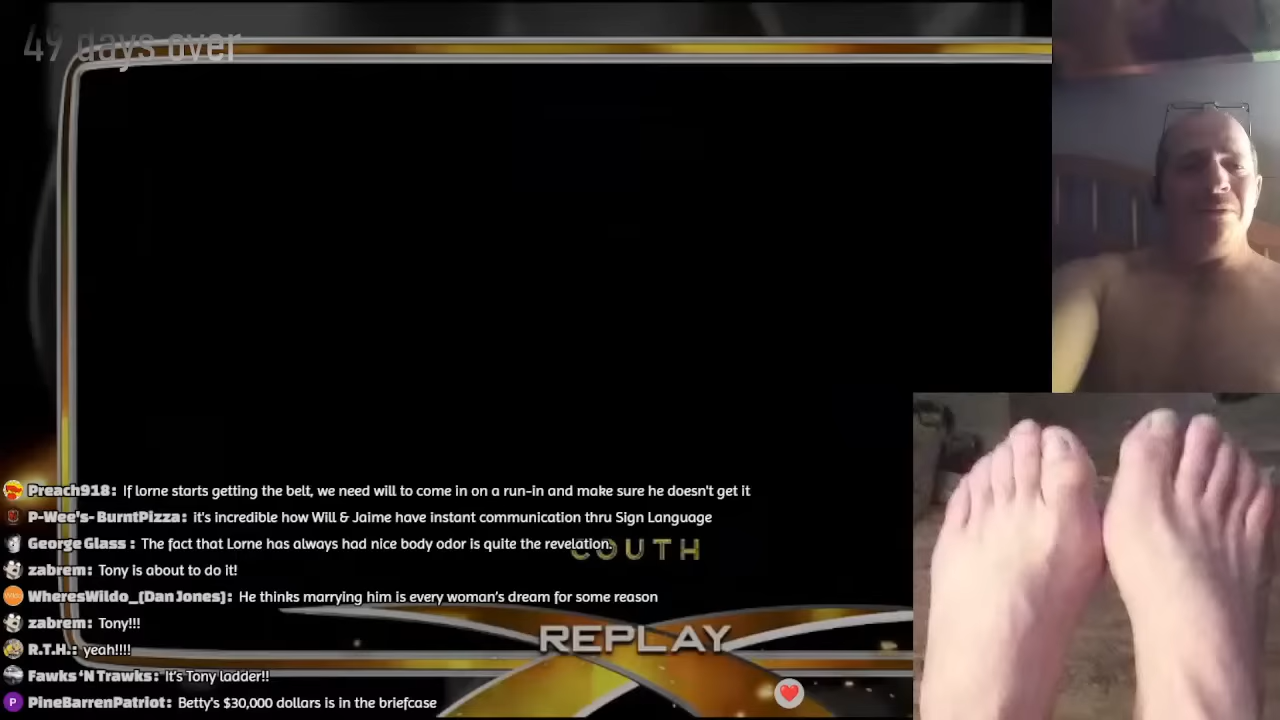 49 days over
Preach918: If lorne starts getting the belt, we need will to come in on a run-in and make sure he doesn't get it
P-Wee's- BurntPizza: it's incredible how Will & Jaime have instant communication thru Sign Language
George Glass : The fact that Lorne has always had nice body odor is quite the revelation.
COUTH
zabrem: Tony is about to do it!
WheresWildo_(Dan Jones): He thinks marrying him is every woman’s dream for some reason
zabrem: Tony!!!
REPLAY
R.T.H.: yeah!!!!
Fawks ‘N Trawks: It’s Tony ladder!!
P PineBarrenPatriot: Betty's $30,000 dollars is in the briefcase